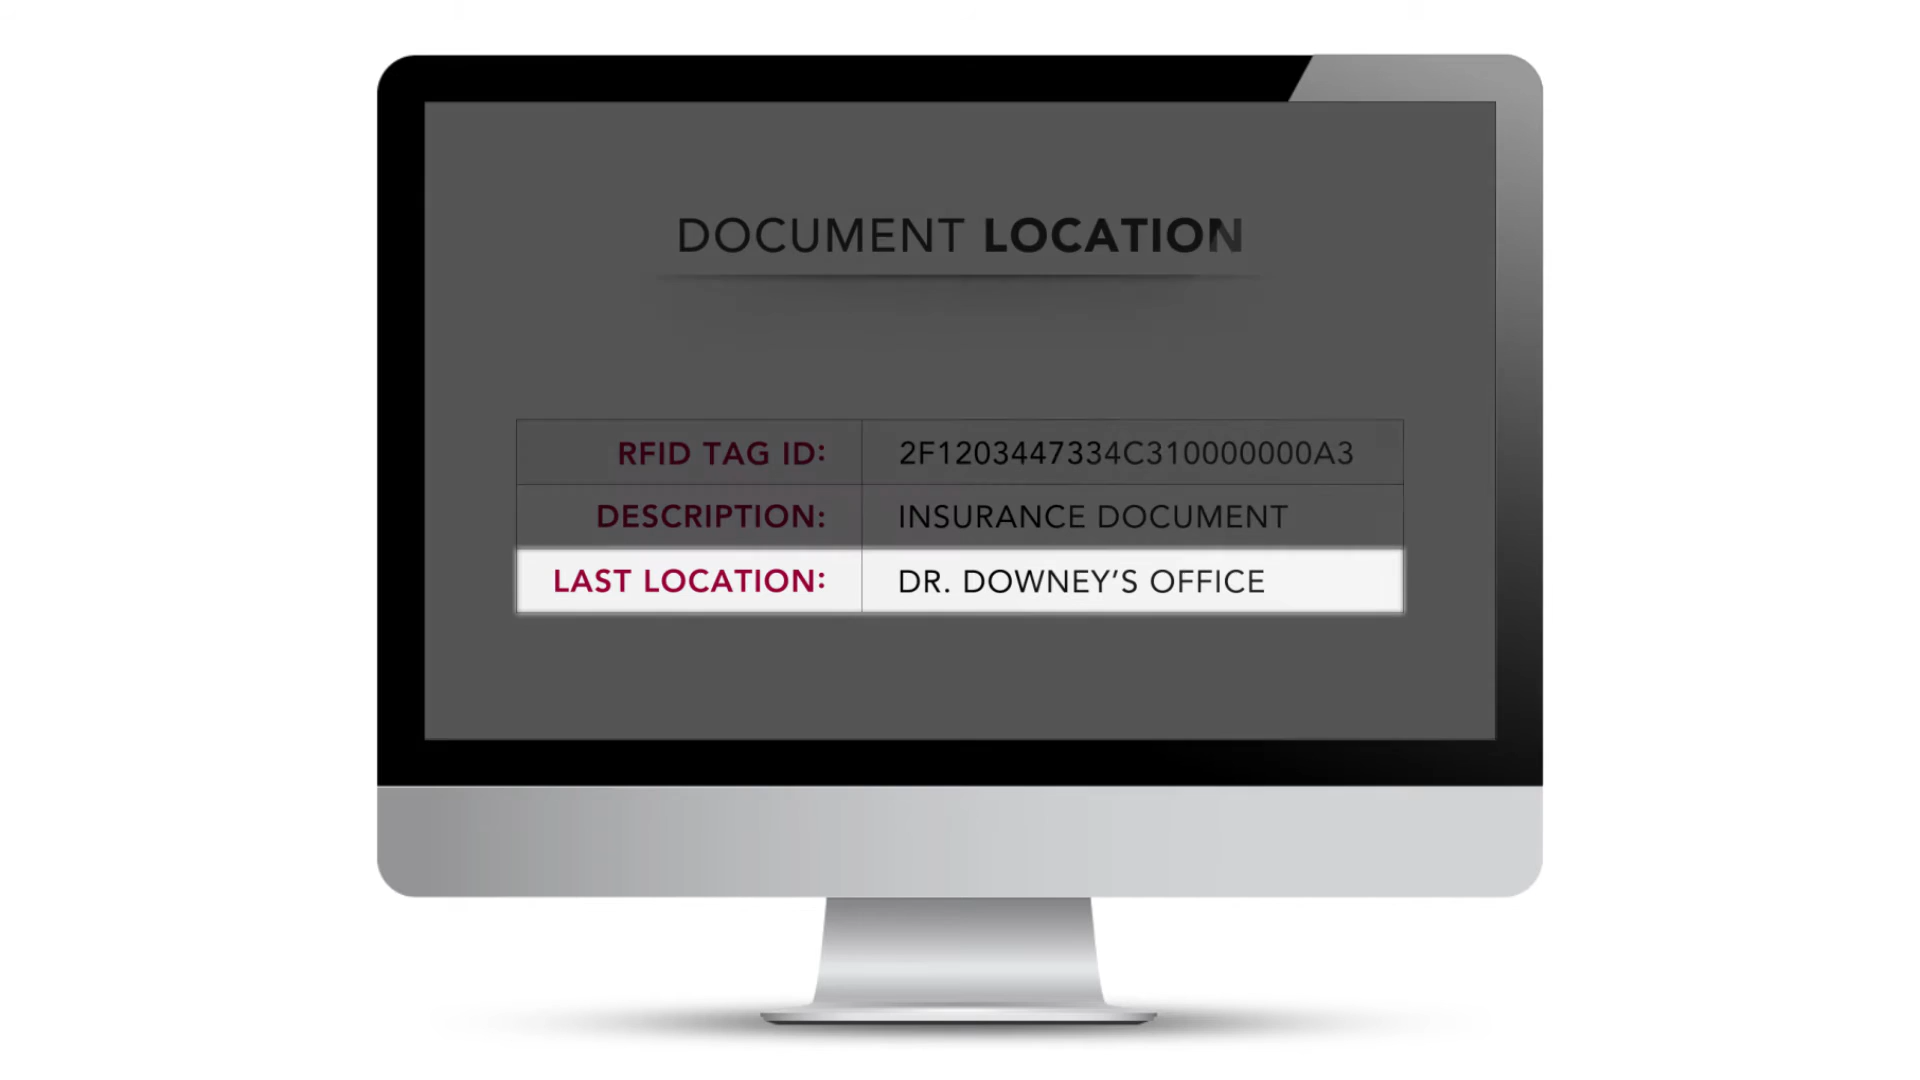 DOCUMENT LOCATION
RFID TAG ID: 2F1203447334C310000000A3
DESCRIPTION: INSURANCE DOCUMENT
LAST LOCATION: DR. DOWNEY’S OFFICE